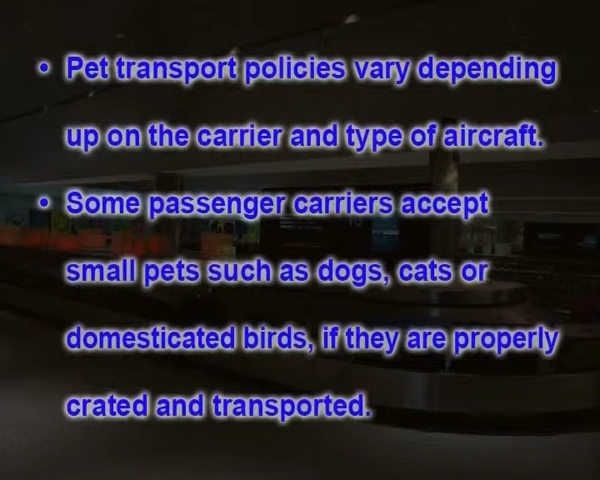 • Pet transport policies vary depending
up on the carrier and type of aircraft.
• Some passenger carriers accept
small pets such as dogs, cats or
domesticated birds, if they are properly
crated and transported.